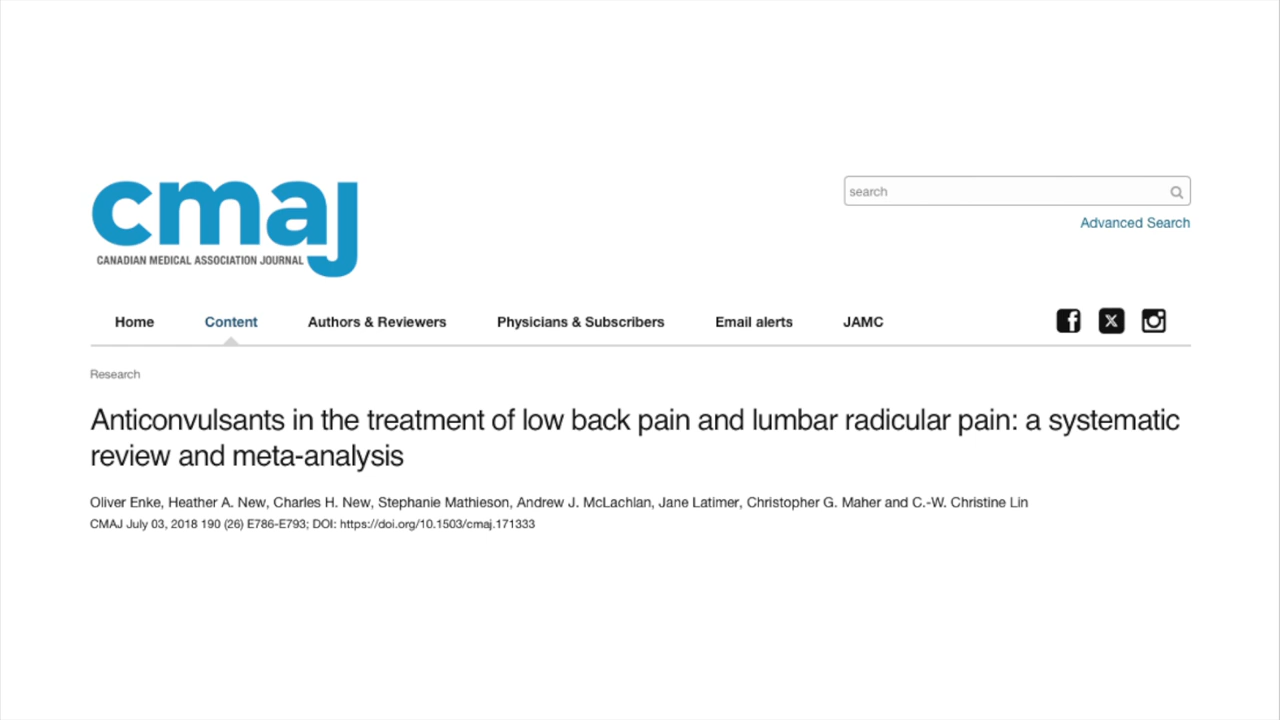 cmaj
CANADIAN MEDICAL ASSOCIATION JOURNAL
search
Advanced Search
Home Content Authors & Reviewers Physicians & Subscribers Email alerts JAMC
Research
Anticonvulsants in the treatment of low back pain and lumbar radicular pain: a systematic
review and meta-analysis
Oliver Enke, Heather A. New, Charles H. New, Stephanie Mathieson, Andrew J. McLachlan, Jane Latimer, Christopher G. Maher and C.-W. Christine Lin
CMAJ July 03, 2018 190 (26) E786-E793; DOI: https://doi.org/10.1503/cmaj.171333